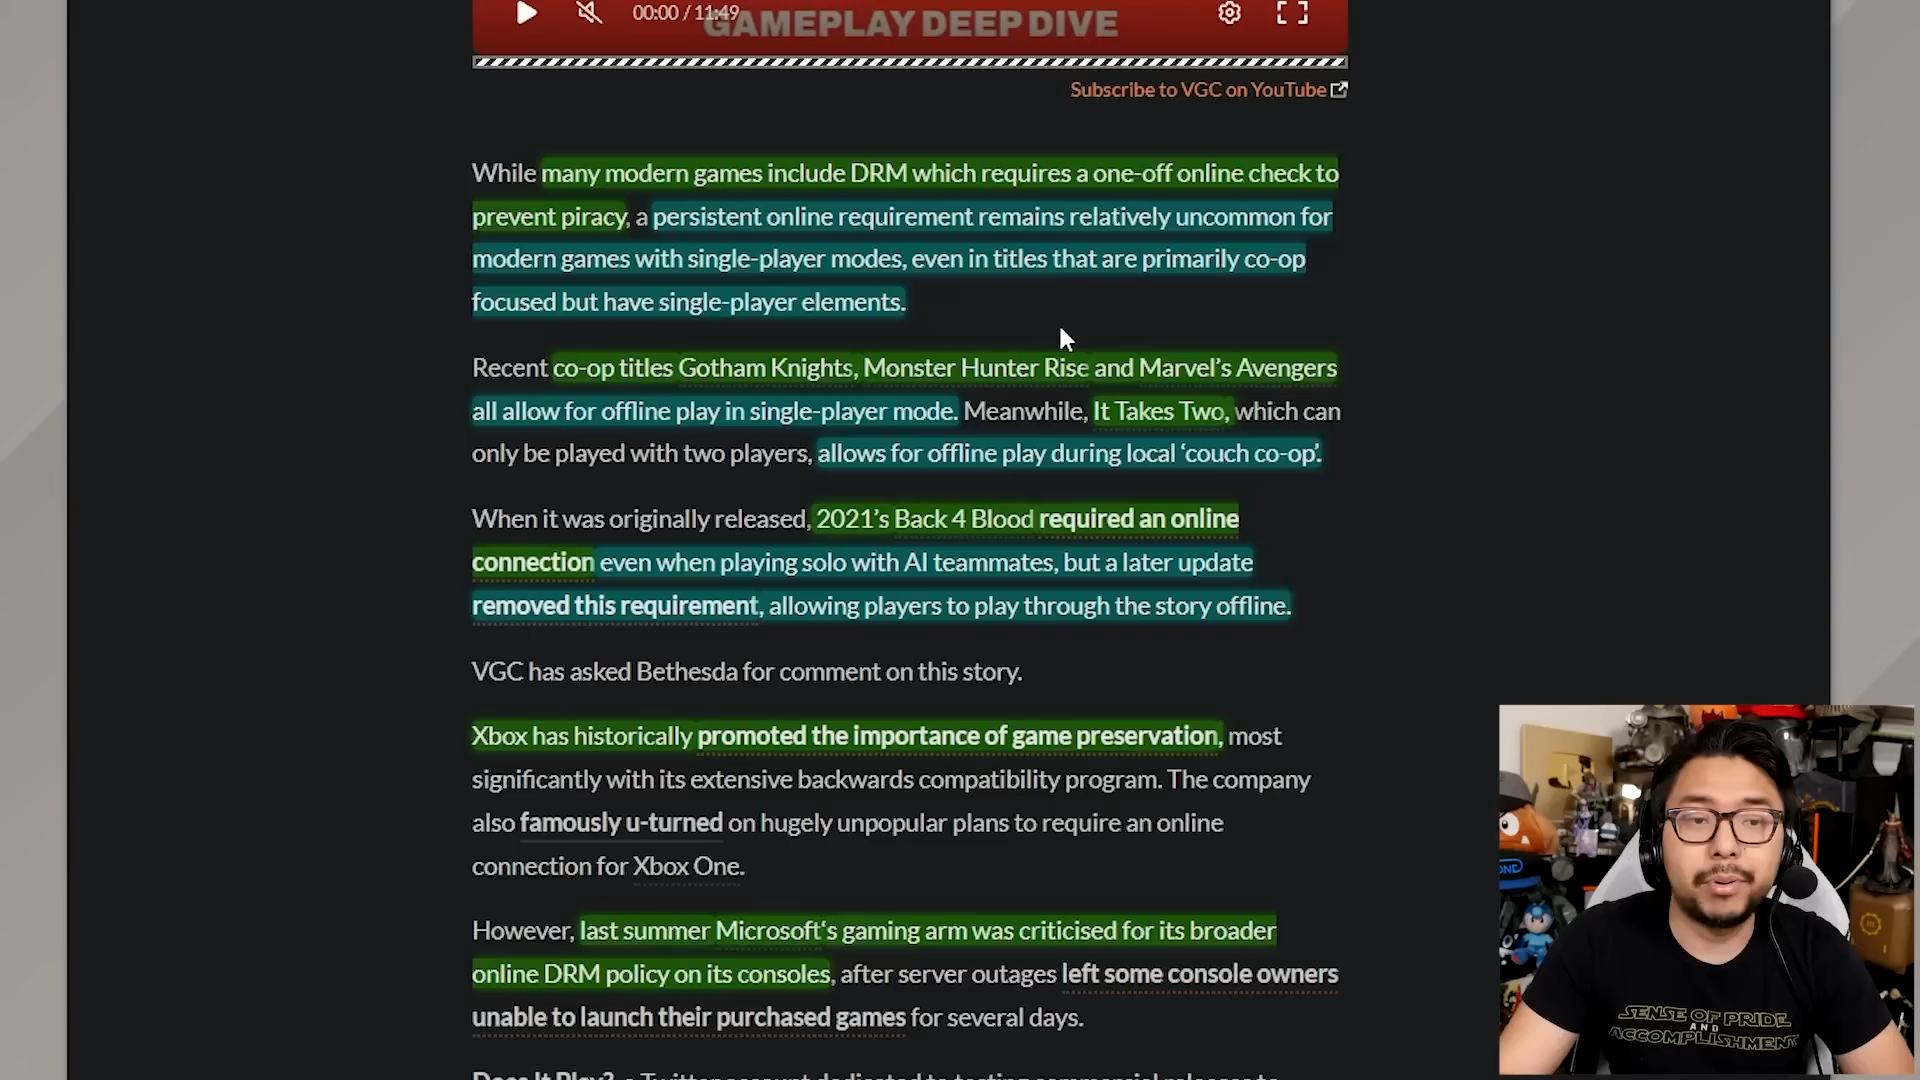 00:00 / 11:49
GAMEPLAY DEEP DIVE
Subscribe to VGC on YouTube
While many modern games include DRM which requires a one-off online check to
prevent piracy, a persistent online requirement remains relatively uncommon for
modern games with single-player modes, even in titles that are primarily co-op
focused but have single-player elements.
Recent co-op titles Gotham Knights, Monster Hunter Rise and Marvel’s Avengers
all allow for offline play in single-player mode. Meanwhile, It Takes Two, which can
only be played with two players, allows for offline play during local ‘couch co-op’.
When it was originally released, 2021’s Back 4 Blood required an online
connection even when playing solo with AI teammates, but a later update
removed this requirement, allowing players to play through the story offline.
VGC has asked Bethesda for comment on this story.
Xbox has historically promoted the importance of game preservation, most
significantly with its extensive backwards compatibility program. The company
also famously u-turned on hugely unpopular plans to require an online
connection for Xbox One.
However, last summer Microsoft‘s gaming arm was criticised for its broader
online DRM policy on its consoles, after server outages left some console owners
unable to launch their purchased games for several days.
Does It Play?, a Twitter account dedicated to testing commercial releases to
SENSE OF PRIDE
AND
ACCOMPLISHMENT